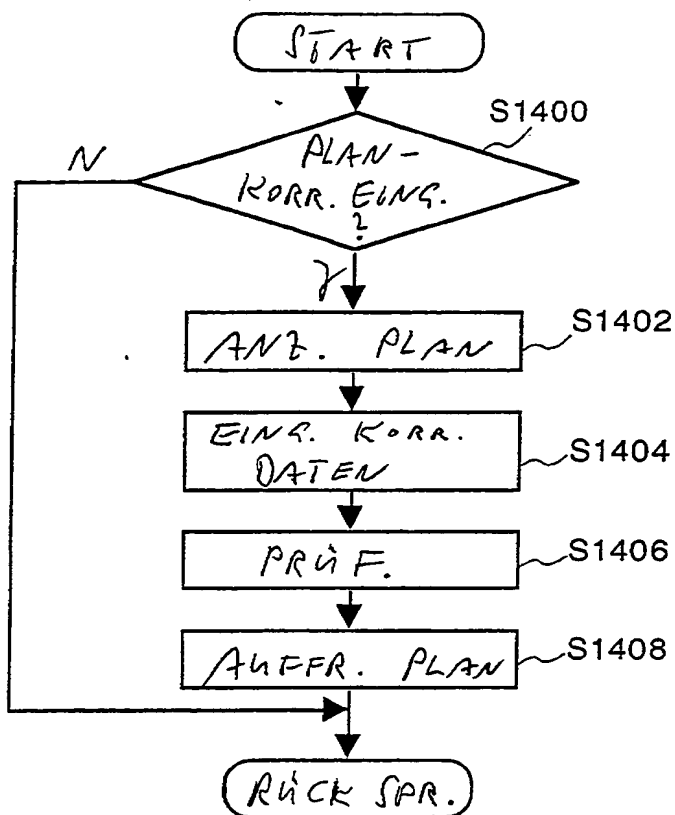 START
S1400
N
PLAN-
KORR. EING.
?
Y
S1402
ANZ. PLAN
EING. KORR.
DATEN
S1404
PRÜF.
S1406
AUFFR. PLAN
S1408
RÜCK SPR.